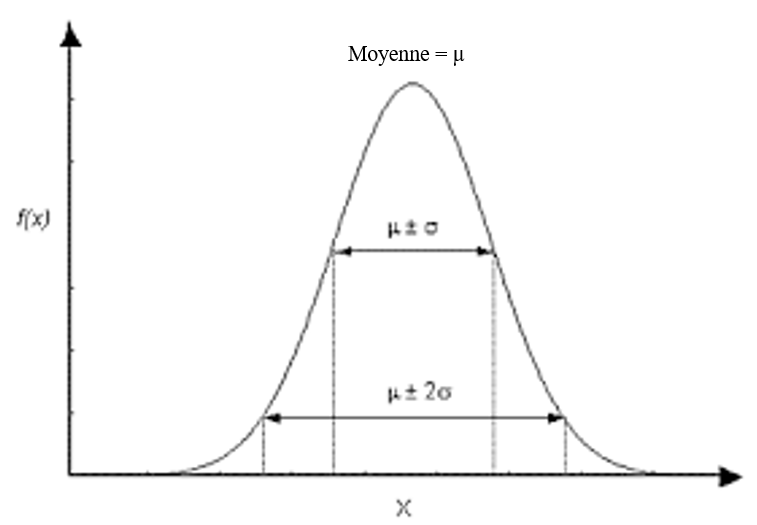 Moyenne = μ
f(x)
μ ± σ
μ ± 2σ
X